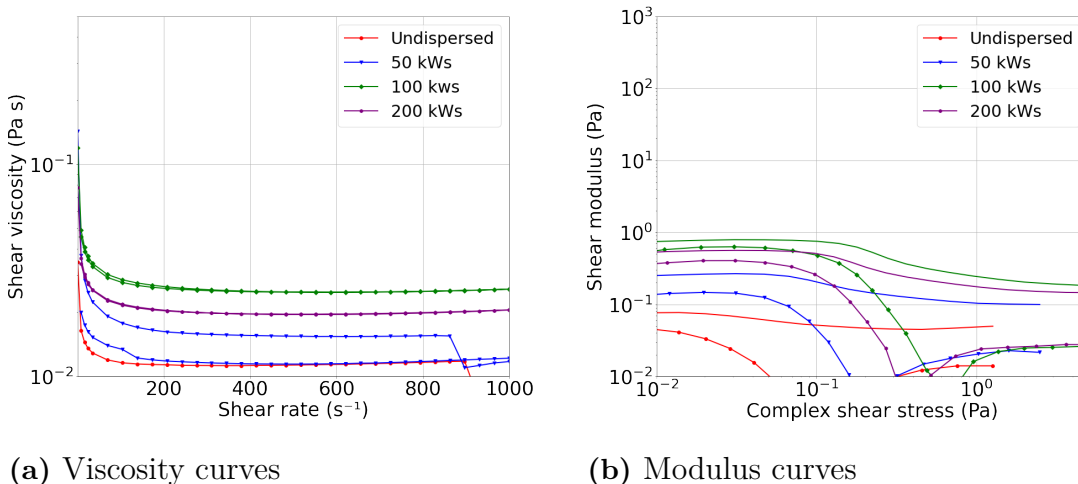 Undispersed
50 kWs
100 kws
200 kWs
Shear viscosity (Pa s)
10⁻¹
10⁻²
200 400 600 800 1000
Shear rate (s⁻¹)
(a) Viscosity curves
Undispersed
50 kWs
100 kWs
200 kWs
Shear modulus (Pa)
10³
10²
10¹
10⁰
10⁻¹
10⁻²
10⁻² 10⁻¹ 10⁰
Complex shear stress (Pa)
(b) Modulus curves